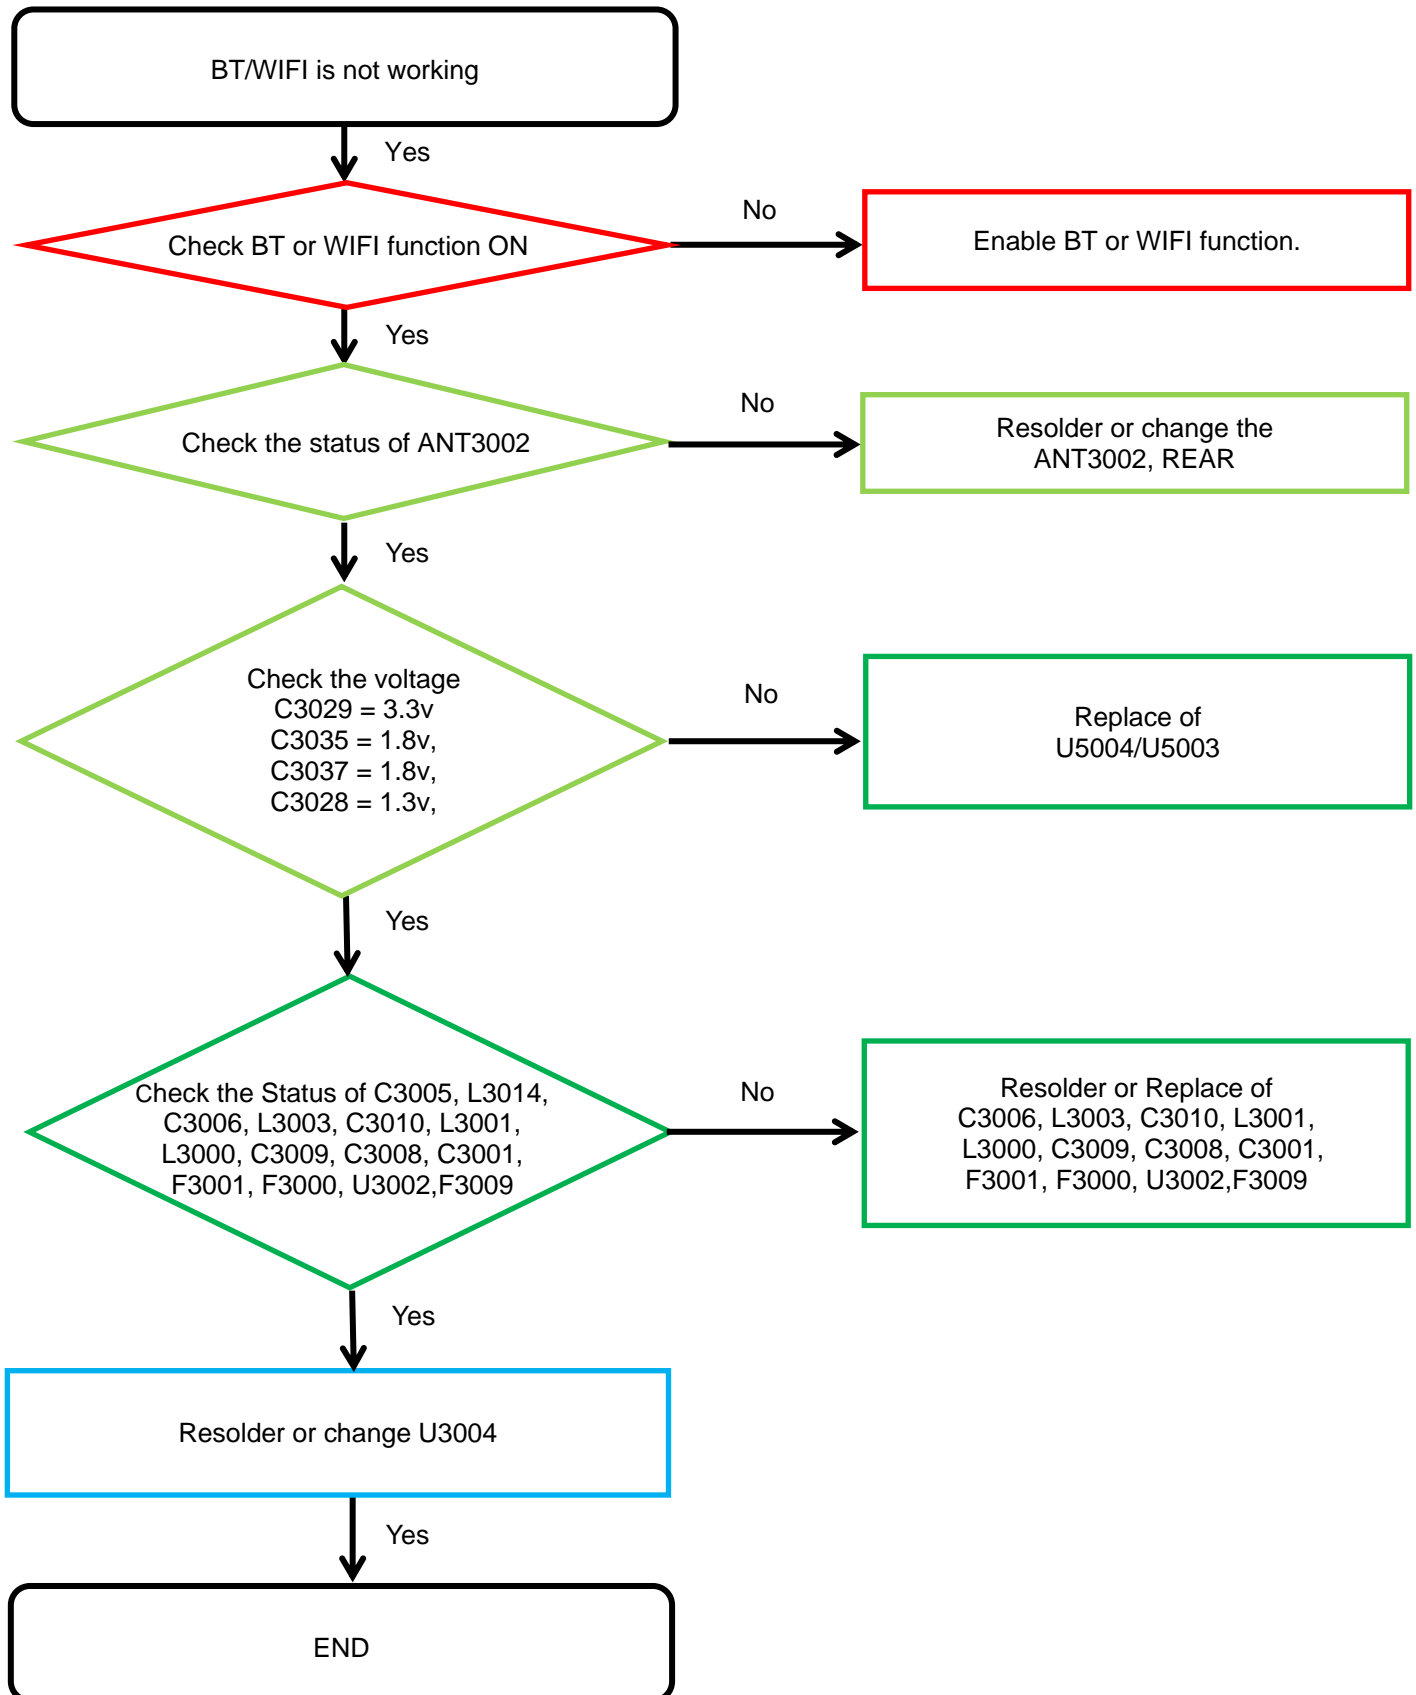 BT/WIFI is not working
Yes
Check BT or WIFI function ON
No
Enable BT or WIFI function.
Yes
Check the status of ANT3002
No
Resolder or change the
ANT3002, REAR
Yes
Check the voltage
C3029 = 3.3v
C3035 = 1.8v,
C3037 = 1.8v,
C3028 = 1.3v,
No
Replace of
U5004/U5003
Yes
Check the Status of C3005, L3014,
C3006, L3003, C3010, L3001,
L3000, C3009, C3008, C3001,
F3001, F3000, U3002,F3009
No
Resolder or Replace of
C3006, L3003, C3010, L3001,
L3000, C3009, C3008, C3001,
F3001, F3000, U3002,F3009
Yes
Resolder or change U3004
Yes
END